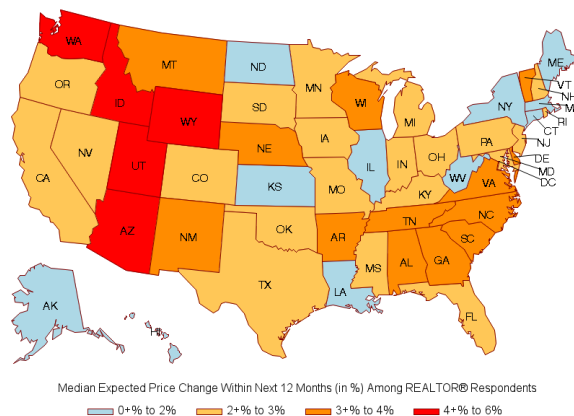 WA
MT
ND
ME
OR
ID
MN
VT
NH
WI
SD
NY
WY
MI
RI
CT
IA
PA
NJ
NE
NV
OH
IL
IN
DE
UT
CO
MD
CA
WV
VA
DC
KS
MO
KY
NC
TN
OK
AZ
NM
AR
SC
MS
AL
GA
TX
LA
AK
FL
Median Expected Price Change Within Next 12 Months (in %) Among REALTOR® Respondents
0+% to 2%
2+% to 3%
3+% to 4%
4+% to 6%